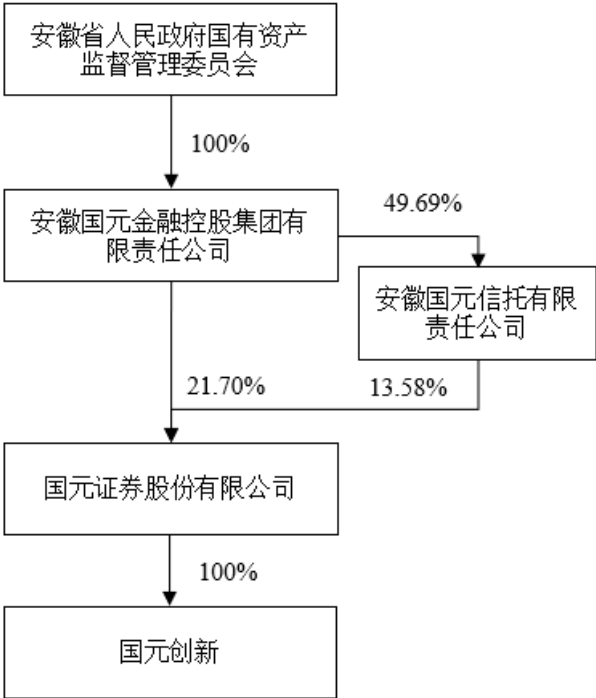 安徽省人民政府国有资产
监督管理委员会
100%
安徽国元金融控股集团有
限责任公司
49.69%
安徽国元信托有限
责任公司
21.70%
13.58%
国元证券股份有限公司
100%
国元创新